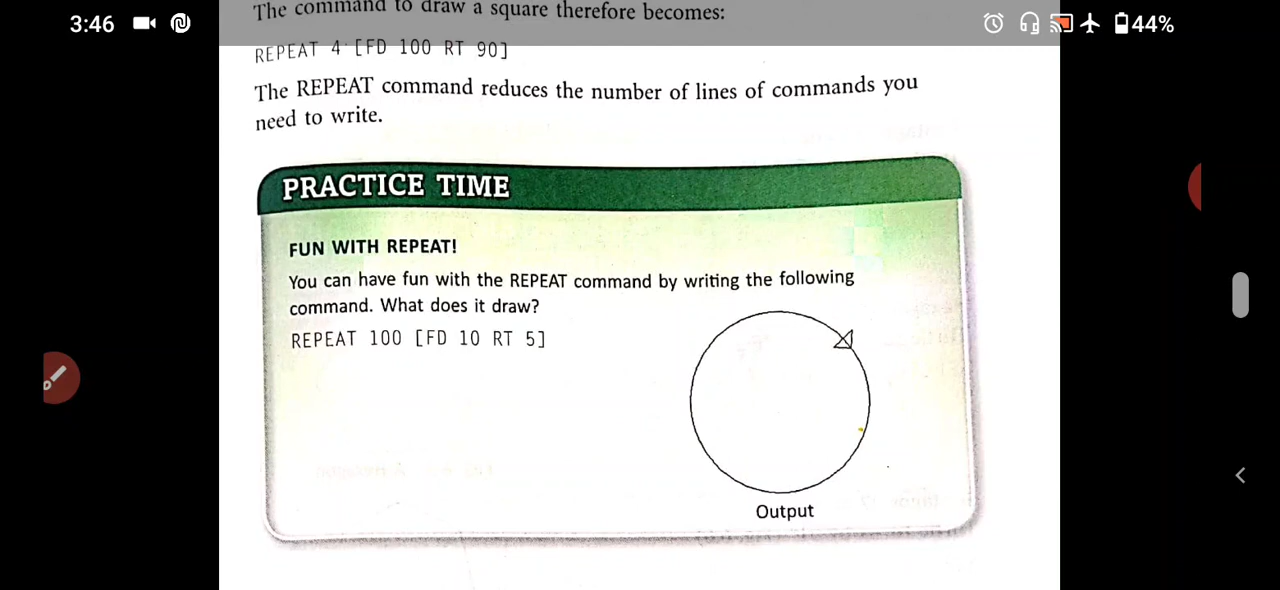 3:46
44%
The command to draw a square therefore becomes:
REPEAT 4 [FD 100 RT 90]
The REPEAT command reduces the number of lines of commands you
need to write.
PRACTICE TIME
FUN WITH REPEAT!
You can have fun with the REPEAT command by writing the following
command. What does it draw?
REPEAT 100 [FD 10 RT 5]
Output